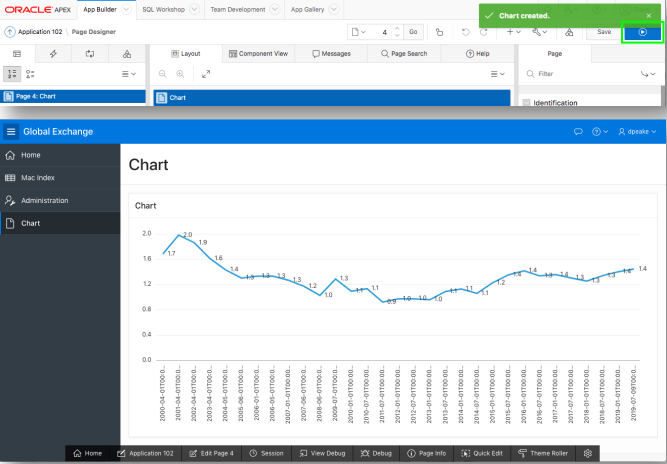 ORACLE APEX App Builder SQL Workshop Team Development App Gallery Chart created. ×
Application 102 \ Page Designer 4 Go Save
Layout Component View Messages Page Search Help Page
Filter
Page 4: Chart Chart Identification
Global Exchange dpeake
Home
Mac Index
Administration
Chart
Chart
Chart
2.0
1.6
1.2
0.8
0.4
0.0
1.7 2.0 1.9 1.6 1.4 1.3 1.3 1.3 1.3 1.2 1.0 1.3 1.1 1.1 0.9 1.0 1.0 1.0 1.1 1.1 1.1 1.2 1.4 1.4 1.3 1.4 1.3 1.3 1.3 1.4 1.4
2000-04-01T00:0...
2001-04-01T00:0...
2002-04-01T00:0...
2003-04-01T00:0...
2004-05-01T00:0...
2005-06-01T00:0...
2006-01-01T00:0...
2006-05-01T00:0...
2007-01-01T00:0...
2007-06-01T00:0...
2008-06-01T00:0...
2009-07-01T00:0...
2010-01-01T00:0...
2010-07-01T00:0...
2011-07-01T00:0...
2012-01-01T00:0...
2012-07-01T00:0...
2013-01-01T00:0...
2013-07-01T00:0...
2014-01-01T00:0...
2014-07-01T00:0...
2015-01-01T00:0...
2015-07-01T00:0...
2016-01-01T00:0...
2016-07-01T00:0...
2017-01-01T00:0...
2017-07-01T00:0...
2018-01-01T00:0...
2018-07-01T00:0...
2019-01-01T00:0...
2019-07-09T00:0...
Home Application 102 Edit Page 4 Session View Debug Debug Page Info Quick Edit Theme Roller